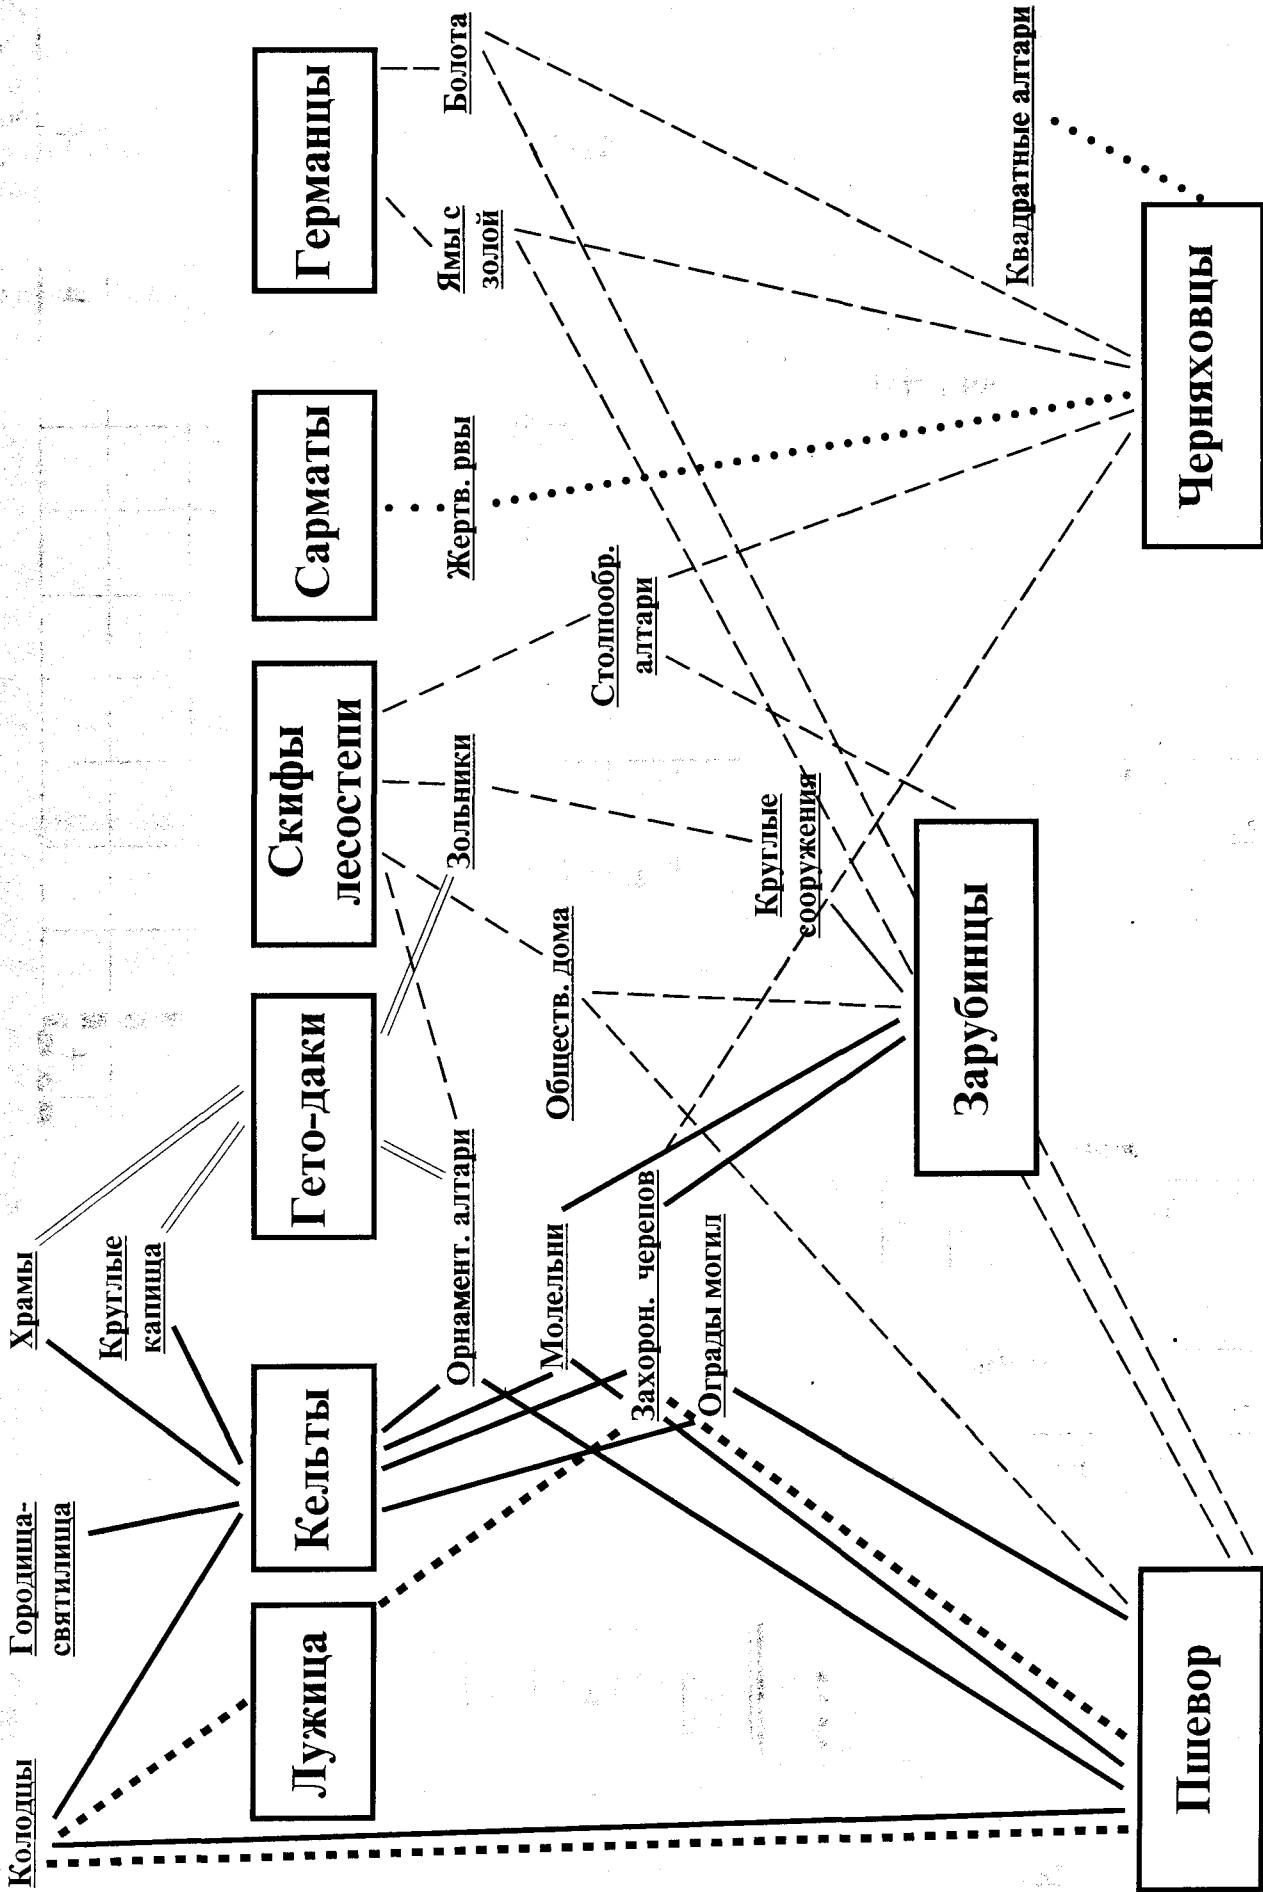 Колодцы
Городища-
святилища
Храмы
Круглые
капища
Лужица
Кельты
Гето-даки
Скифы
лесостепи
Сарматы
Германцы
Орнамент. алтари
Зольники
Жертв. рвы
Ямы с
золой
Болота
Молельни
Обществ. дома
Столпообр.
алтари
Захорон. черепов
Ограды могил
Круглые
сооружения
Квадратные алтари
Пшевор
Зарубинцы
Черняховцы